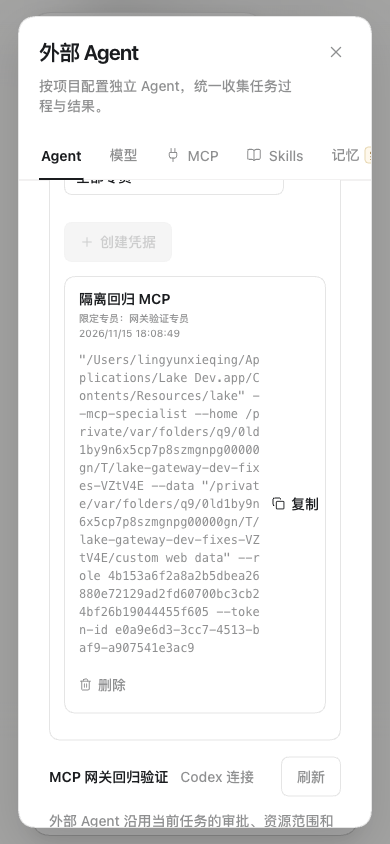 外部 Agent
按项目配置独立 Agent，统一收集任务过
程与结果。
Agent 模型 MCP Skills 记忆
全部专员
创建凭据
隔离回归 MCP
限定专员：网关验证专员
2026/11/15 18:08:49
"/Users/lingyunxieqing/Ap
plications/Lake Dev.app/C
ontents/Resources/lake" -
-mcp-specialist --home /p
rivate/var/folders/q9/0ld
1by9n6x5cp7p8szmgnpg00000
gn/T/lake-gateway-dev-fix
es-VZtV4E --data "/privat
e/var/folders/q9/0ld1by9n
6x5cp7p8szmgnpg00000gn/T/
lake-gateway-dev-fixes-VZ
tV4E/custom web data" --r
ole 4b153a6f2a8a2b5dbea26
880e72129ad2fd60700bc3cb2
4bf26b19044455f605 --toke
n-id e0a9e6d3-3cc7-4513-b
af9-a907541e3ac9
复制
删除
MCP 网关回归验证 Codex 连接 刷新
外部 Agent 沿用当前任务的审批、资源范围和